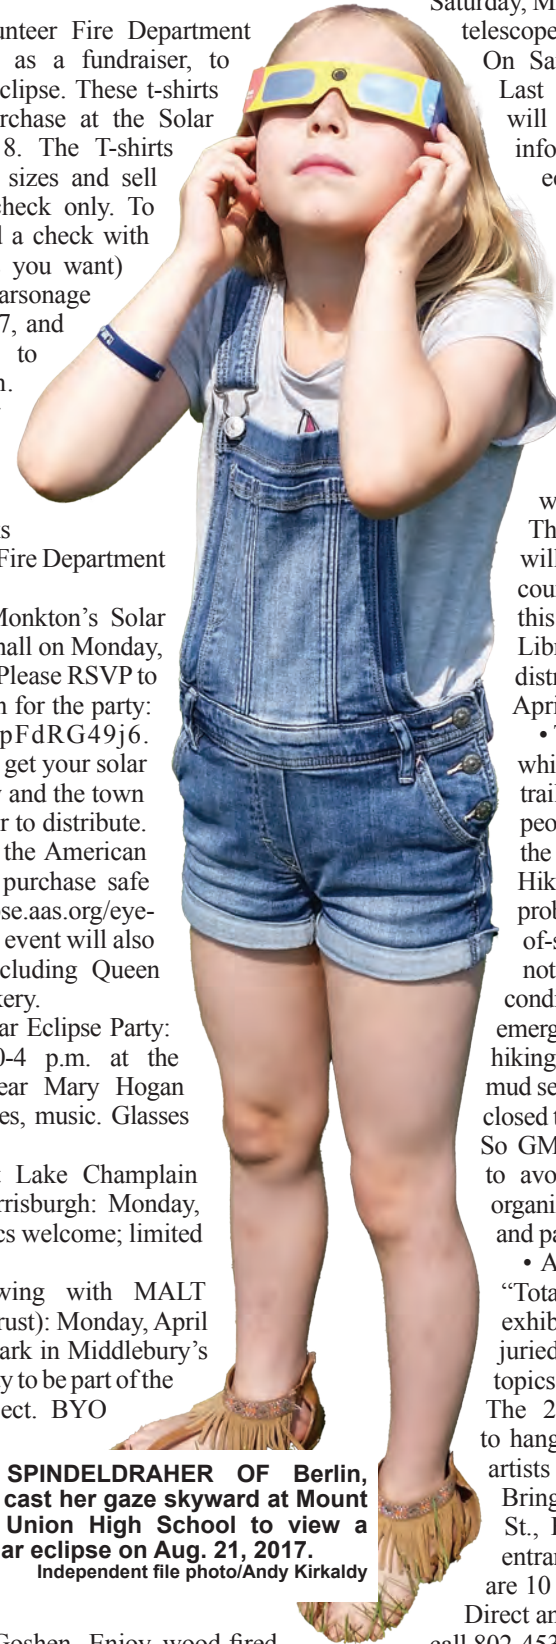 unteer Fire Department
as a fundraiser, to
clipse. These t-shirts
rchase at the Solar
8. The T-shirts
sizes and sell
check only. To
l a check with
you want)
arsonage
7, and
to
Fire Department
Monkton's Solar
hall on Monday,
Please RSVP to
n for the party:
pFdRG49j6.
get your solar
y and the town
r to distribute.
the American
purchase safe
pse.aas.org/eye-
event will also
cluding Queen
kery.
ar Eclipse Party:
0-4 p.m. at the
ear Mary Hogan
es, music. Glasses
t Lake Champlain
rrisburgh: Monday,
cs welcome; limited
wing with MALT
rust): Monday, April
ark in Middlebury's
y to be part of the
ect. BYO
SPINDELDRAHER OF Berlin,
cast her gaze skyward at Mount
Union High School to view a
lar eclipse on Aug. 21, 2017.
Independent file photo/Andy Kirkaldy
Goshen. Enjoy wood-fired
Saturday, M
telescope
On Sa
Last
will
info
ec
w
Th
will
cou
this
Libr
distr
Apri
• T
whi
trail
peo
the
Hik
prob
of-s
not
condi
emerg
hiking
mud se
closed t
So GM
to avo
organi
and pa
• A
"Tota
exhib
juried
topics
The 2
to hang
artists
Bring
St., I
entran
are 10
Direct an
call 802-453